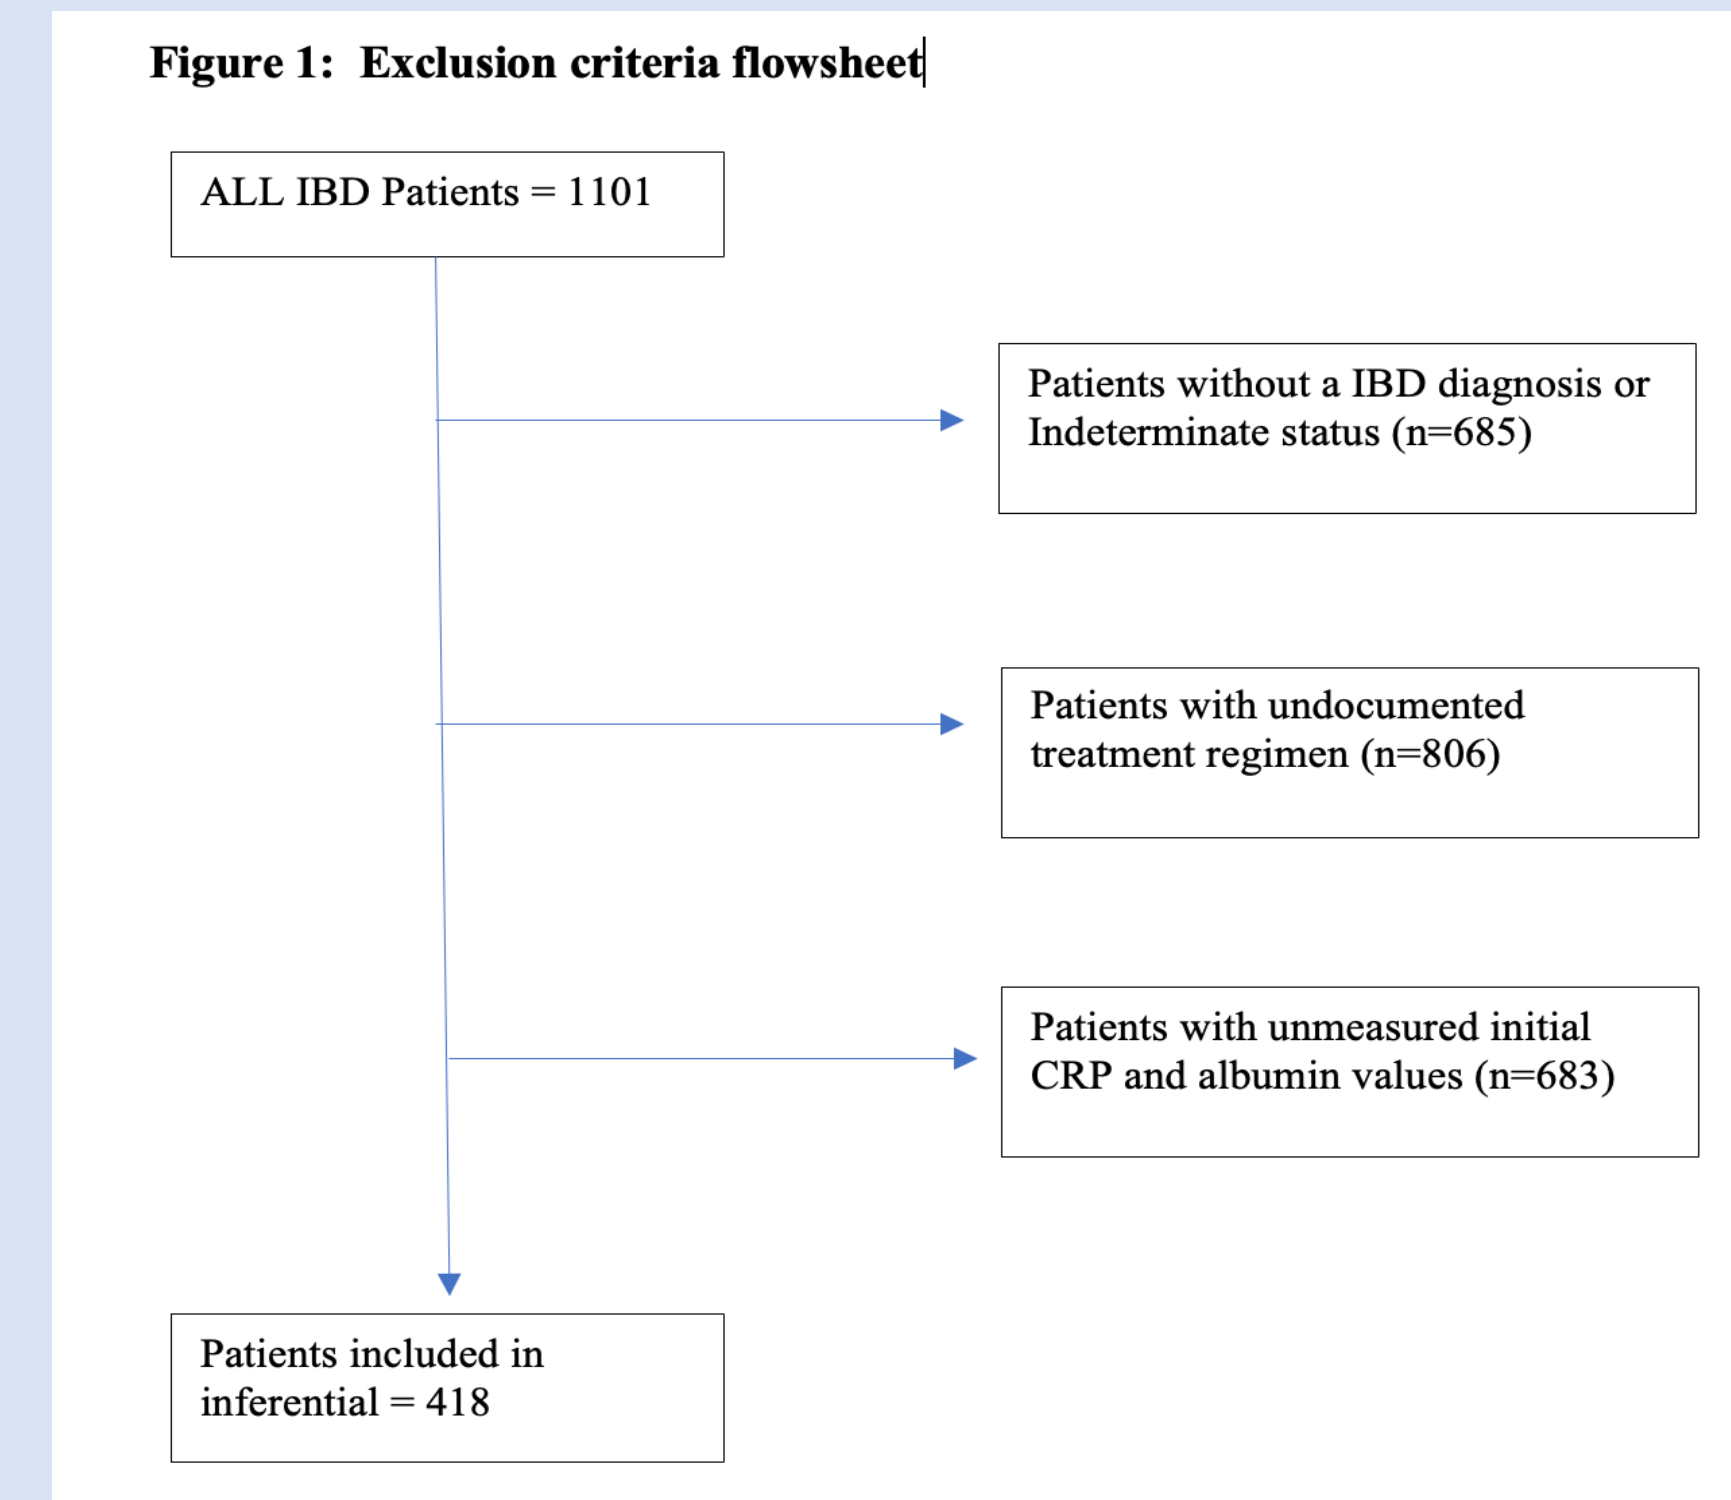 Figure 1:  Exclusion criteria flowsheet
ALL IBD Patients = 1101
Patients without a IBD diagnosis or
Indeterminate status (n=685)
Patients with undocumented
treatment regimen (n=806)
Patients with unmeasured initial
CRP and albumin values (n=683)
Patients included in
inferential = 418